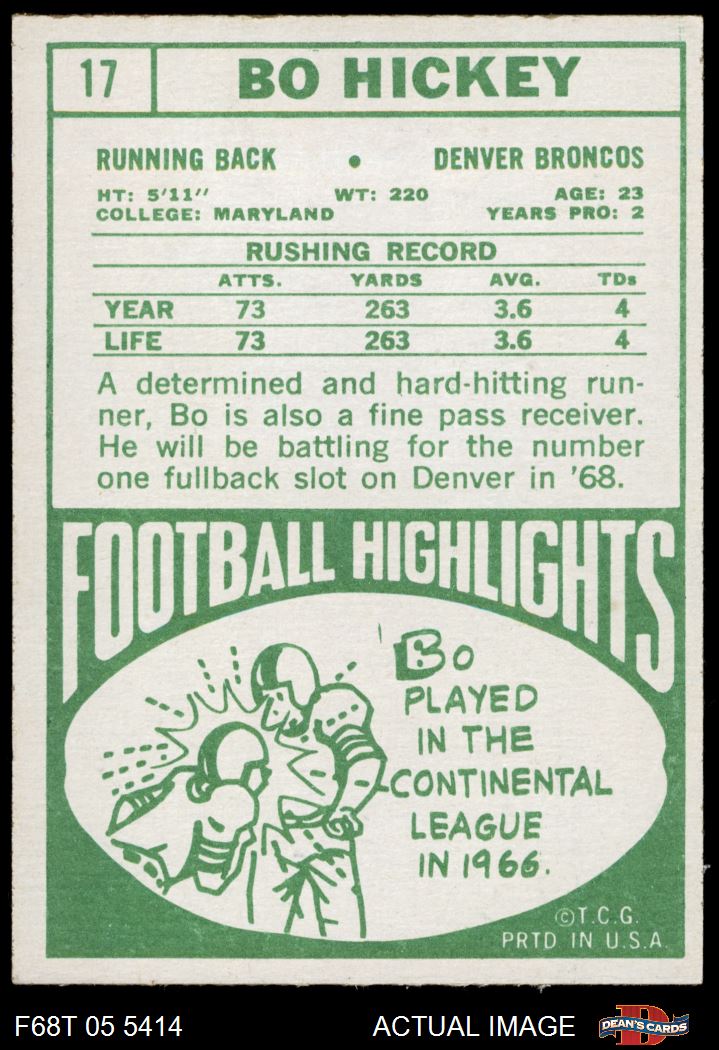 17 BO HICKEY
RUNNING BACK • DENVER BRONCOS
HT: 5'11'' WT: 220 AGE: 23
COLLEGE: MARYLAND YEARS PRO: 2
RUSHING RECORD
ATTS. YARDS AVG. TDs
YEAR 73 263 3.6 4
LIFE 73 263 3.6 4
A determined and hard-hitting run-
ner, Bo is also a fine pass receiver.
He will be battling for the number
one fullback slot on Denver in '68.
FOOTBALL HIGHLIGHTS
Bo
PLAYED
IN THE
CONTINENTAL
LEAGUE
IN 1966.
©T.C.G.
PRTD IN U.S.A.
F68T 05 5414 ACTUAL IMAGE
D
DEAN'S CARDS